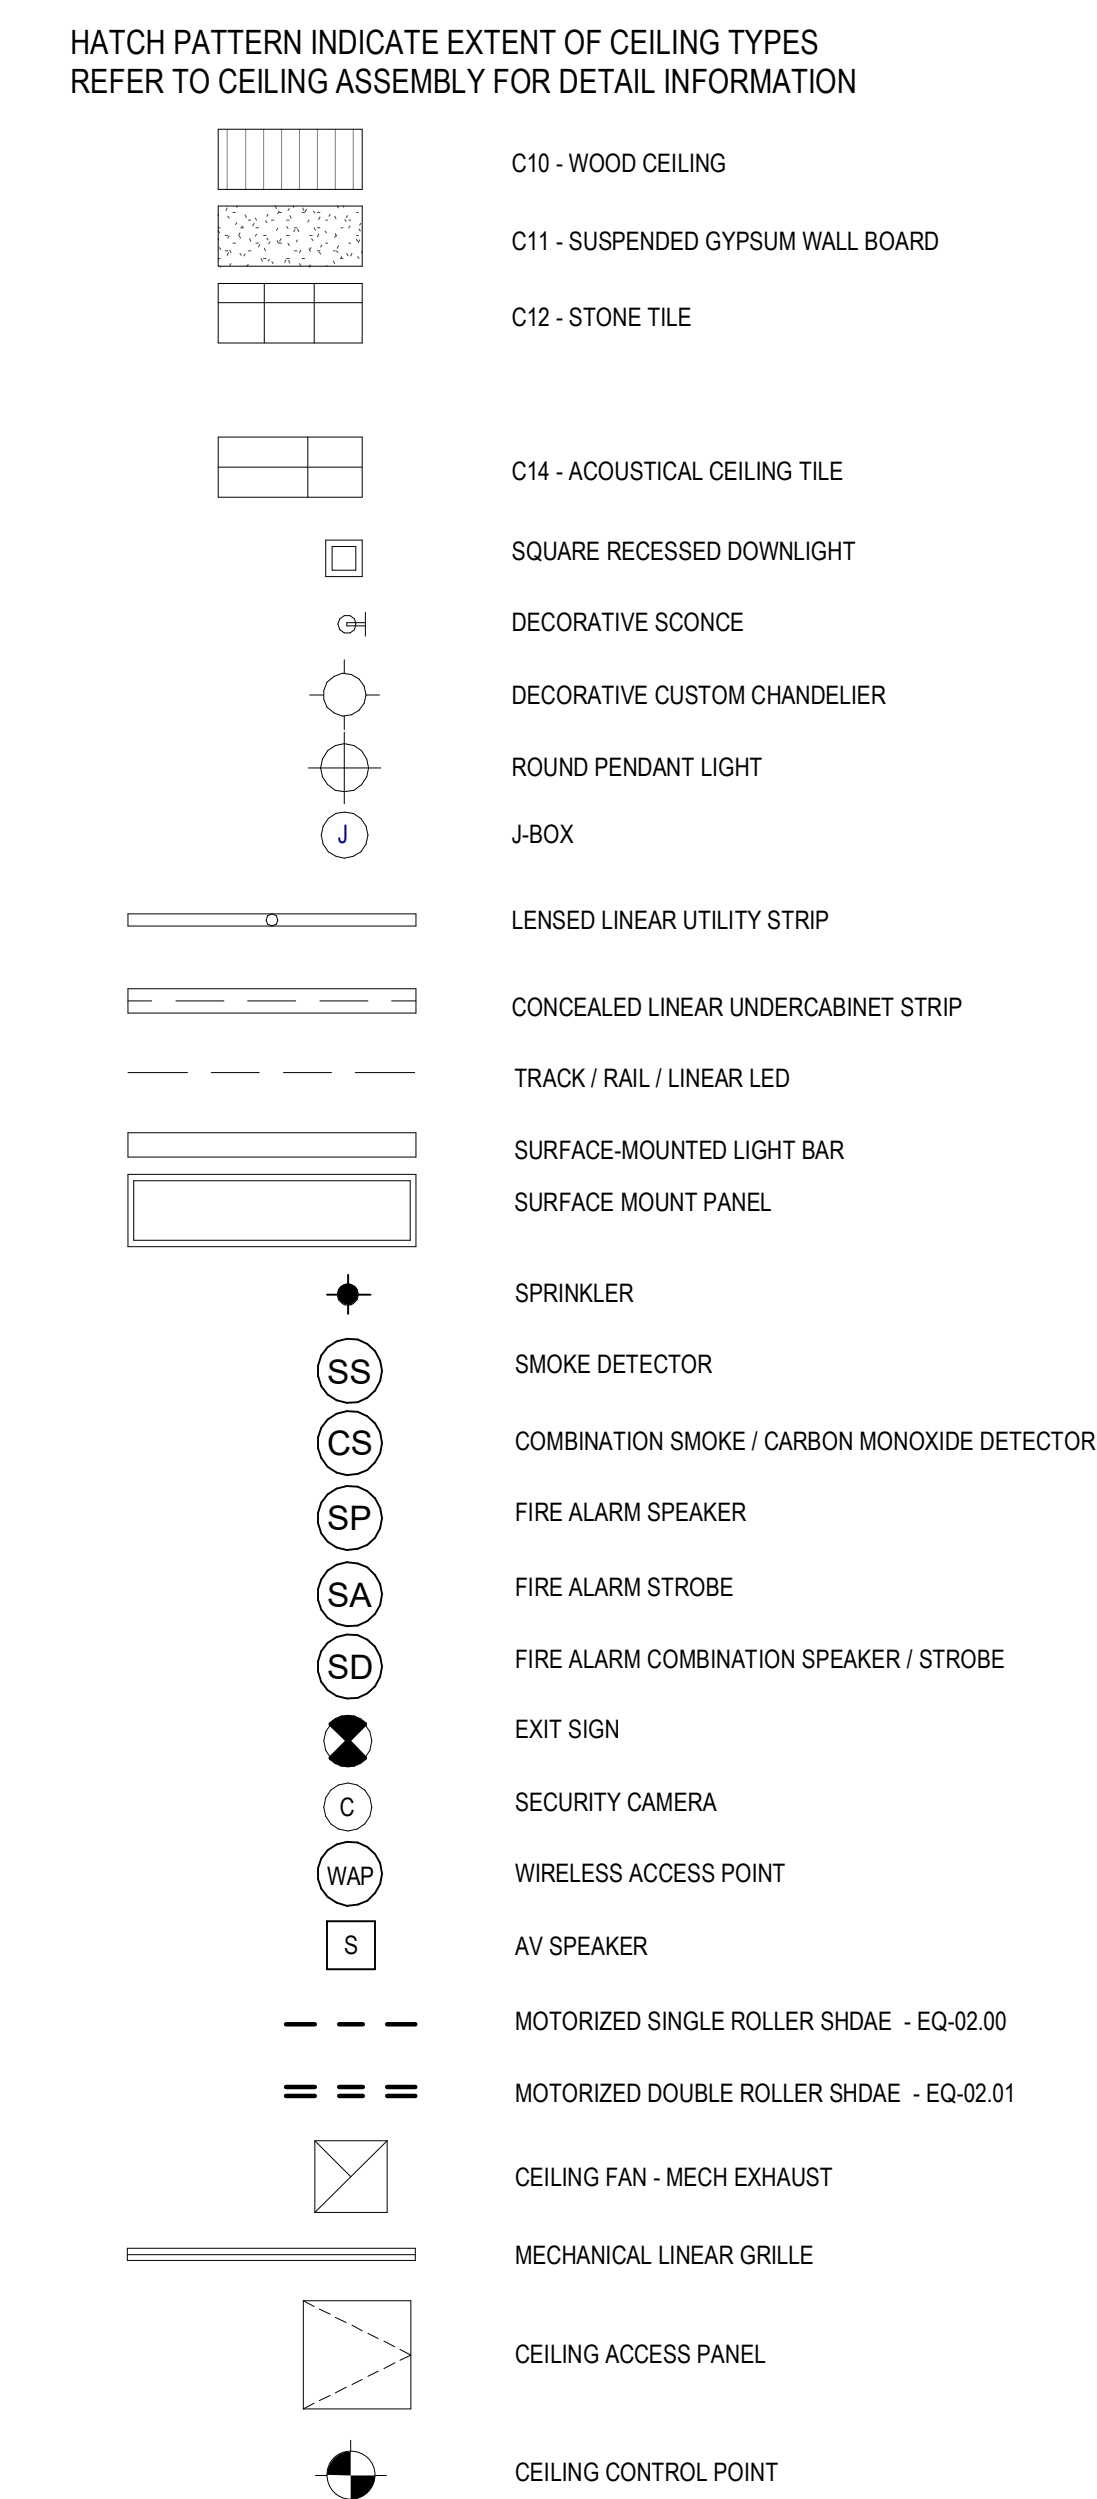 HATCH PATTERN INDICATE EXTENT OF CEILING TYPES
REFER TO CEILING ASSEMBLY FOR DETAIL INFORMATION
C10 - WOOD CEILING
C11 - SUSPENDED GYPSUM WALL BOARD
C12 - STONE TILE
C14 - ACOUSTICAL CEILING TILE
SQUARE RECESSED DOWNLIGHT
DECORATIVE SCONCE
DECORATIVE CUSTOM CHANDELIER
ROUND PENDANT LIGHT
J J-BOX
LENSED LINEAR UTILITY STRIP
CONCEALED LINEAR UNDERCABINET STRIP
TRACK / RAIL / LINEAR LED
SURFACE-MOUNTED LIGHT BAR
SURFACE MOUNT PANEL
SPRINKLER
SS SMOKE DETECTOR
CS COMBINATION SMOKE / CARBON MONOXIDE DETECTOR
SP FIRE ALARM SPEAKER
SA FIRE ALARM STROBE
SD FIRE ALARM COMBINATION SPEAKER / STROBE
EXIT SIGN
C SECURITY CAMERA
WAP WIRELESS ACCESS POINT
S AV SPEAKER
MOTORIZED SINGLE ROLLER SHDAE - EQ-02.00
MOTORIZED DOUBLE ROLLER SHDAE - EQ-02.01
CEILING FAN - MECH EXHAUST
MECHANICAL LINEAR GRILLE
CEILING ACCESS PANEL
CEILING CONTROL POINT